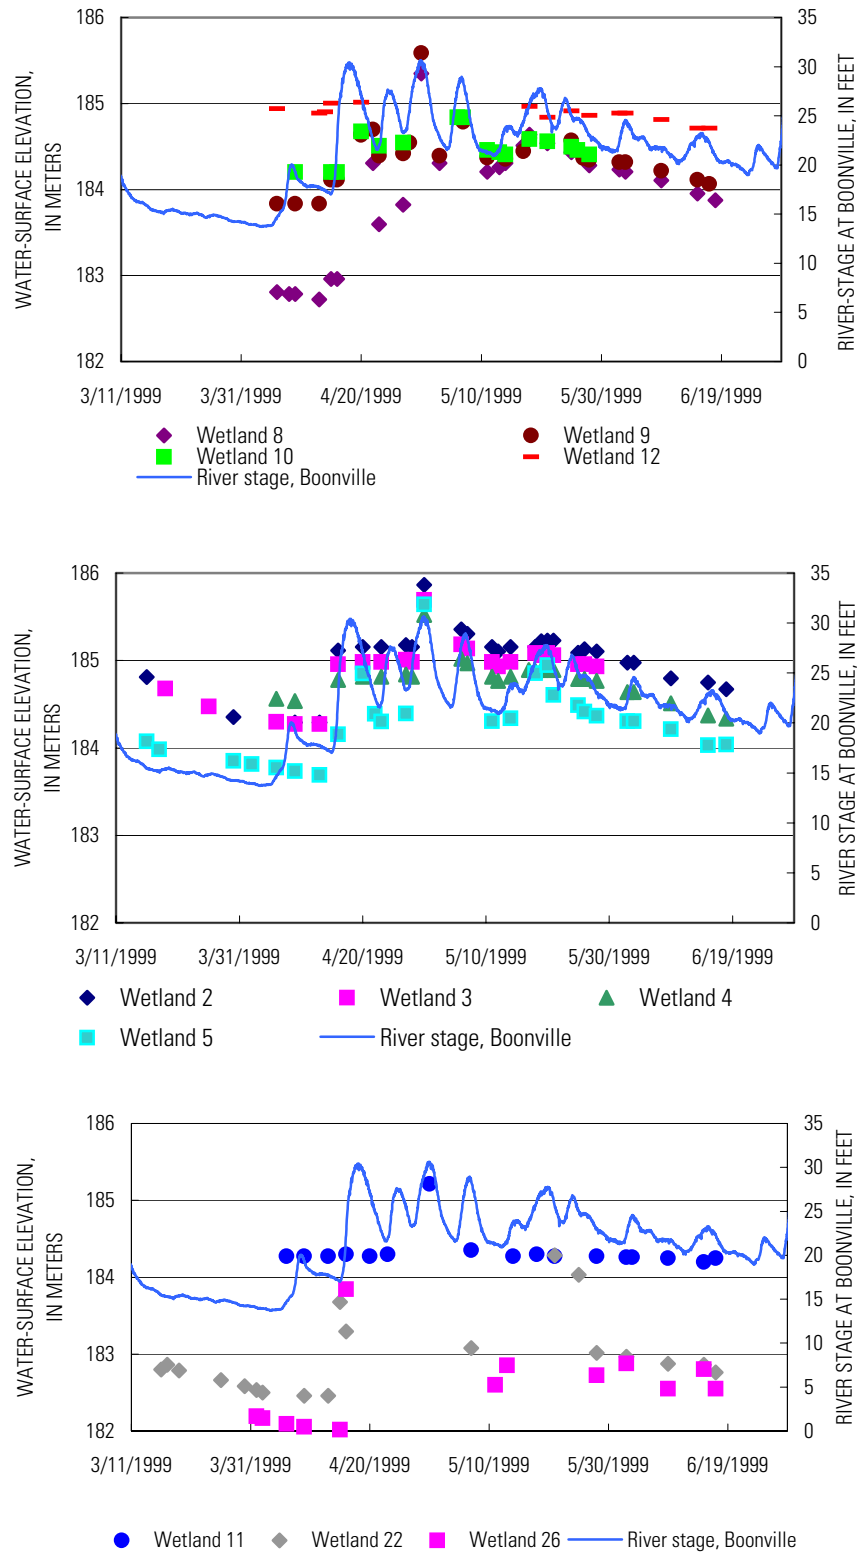 WATER-SURFACE ELEVATION,
IN METERS
186
185
184
183
182
35
30
25
20
15
10
5
0
RIVER-STAGE AT BOONVILLE, IN FEET
3/11/1999 3/31/1999 4/20/1999 5/10/1999 5/30/1999 6/19/1999
Wetland 8 Wetland 9
Wetland 10 Wetland 12
River stage, Boonville
WATER-SURFACE ELEVATION,
IN METERS
186
185
184
183
182
35
30
25
20
15
10
5
0
RIVER STAGE AT BOONVILLE, IN FEET
3/11/1999 3/31/1999 4/20/1999 5/10/1999 5/30/1999 6/19/1999
Wetland 2 Wetland 3 Wetland 4
Wetland 5 River stage, Boonville
WATER-SURFACE ELEVATION,
IN METERS
186
185
184
183
182
35
30
25
20
15
10
5
0
RIVER STAGE AT BOONVILLE, IN FEET
3/11/1999 3/31/1999 4/20/1999 5/10/1999 5/30/1999 6/19/1999
Wetland 11 Wetland 22 Wetland 26 River stage, Boonville